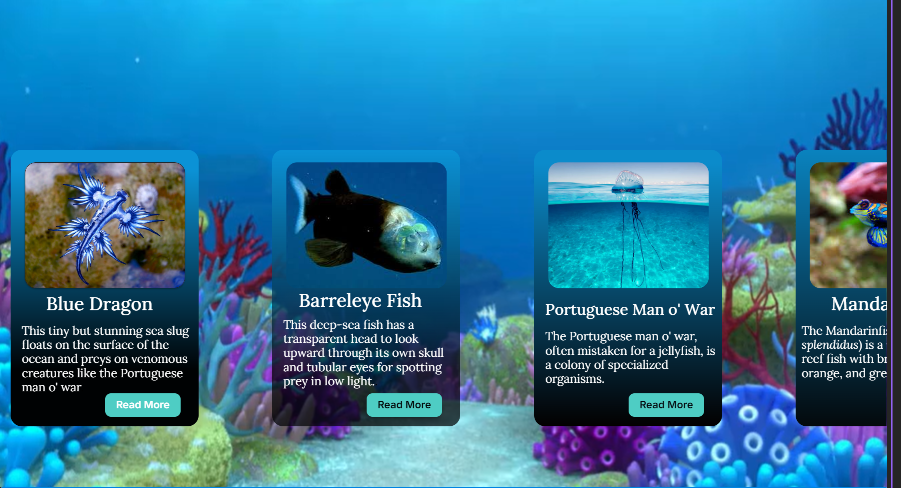 Blue Dragon
This tiny but stunning sea slug
floats on the surface of the
ocean and preys on venomous
creatures like the Portuguese
man o' war
Read More
Barreleye Fish
This deep-sea fish has a
transparent head to look
upward through its own skull
and tubular eyes for spotting
prey in low light.
Read More
Portuguese Man o' War
The Portuguese man o' war,
often mistaken for a jellyfish, is
a colony of specialized
organisms.
Read More
Manda
The Mandarinfi
splendidus) is a
reef fish with br
orange, and gre